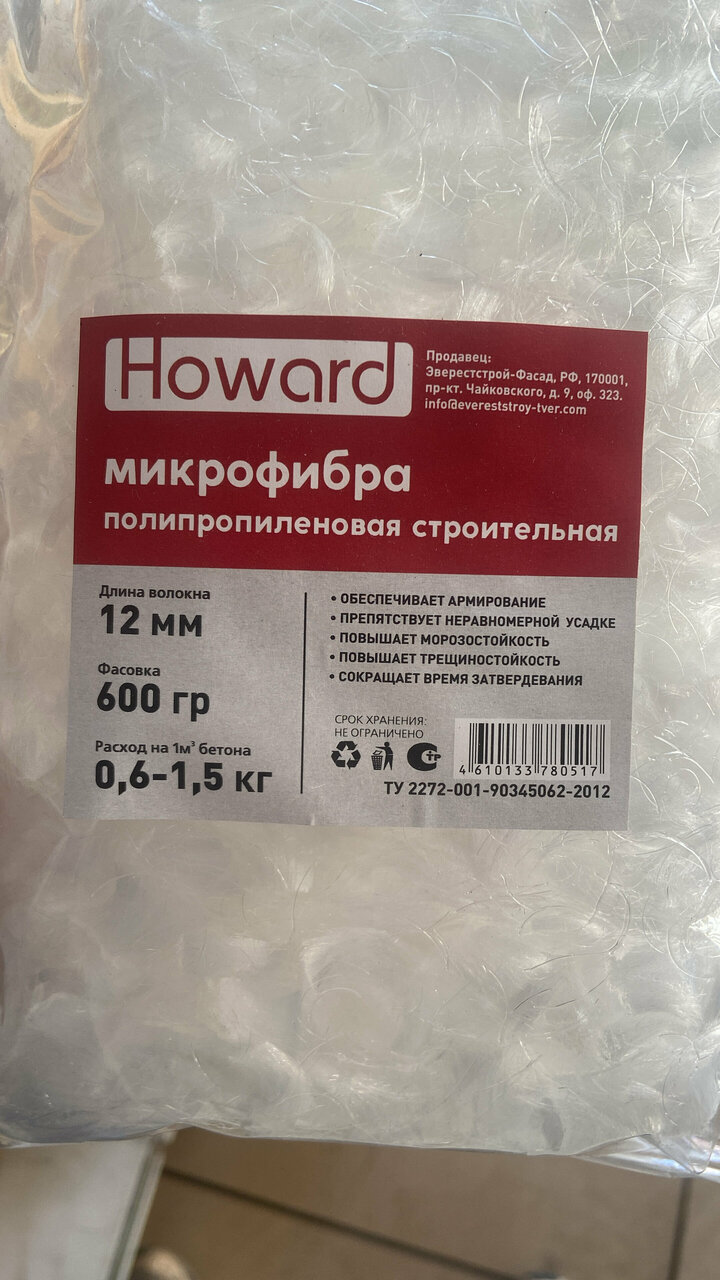 Howard
Продавец:
Эверестстрой-Фасад, РФ, 170001,
пр-кт. Чайковского, д. 9, оф. 323.
info@evereststroy-tver.com
микрофибра
полипропиленовая строительная
Длина волокна
12 мм
Фасовка
600 гр
Расход на 1м³ бетона
0,6-1,5 кг
• ОБЕСПЕЧИВАЕТ АРМИРОВАНИЕ
• ПРЕПЯТСТВУЕТ НЕРАВНОМЕРНОЙ УСАДКЕ
• ПОВЫШАЕТ МОРОЗОСТОЙКОСТЬ
• ПОВЫШАЕТ ТРЕЩИНОСТОЙКОСТЬ
• СОКРАЩАЕТ ВРЕМЯ ЗАТВЕРДЕВАНИЯ
СРОК ХРАНЕНИЯ:
НЕ ОГРАНИЧЕНО
4 610133 780517
ТУ 2272-001-90345062-2012